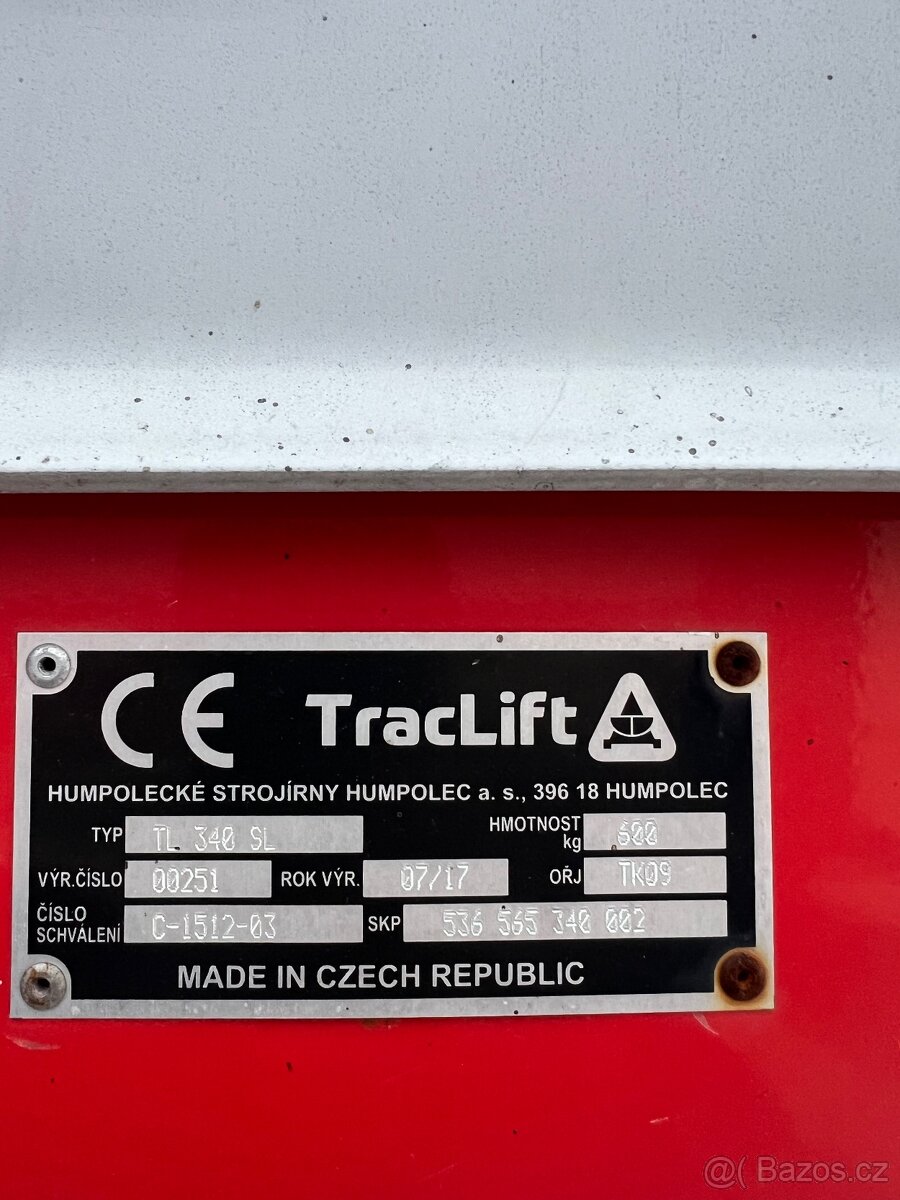 CE TracLift
HUMPOLECKÉ STROJÍRNY HUMPOLEC a. s., 396 18 HUMPOLEC
TYP TL 340 SL HMOTNOST kg 600
VÝR.ČÍSLO 00251 ROK VÝR. 07/17 OŘJ TK09
ČÍSLO SCHVÁLENÍ C-1512-03 SKP 536 565 340 002
MADE IN CZECH REPUBLIC
@( Bazos.cz